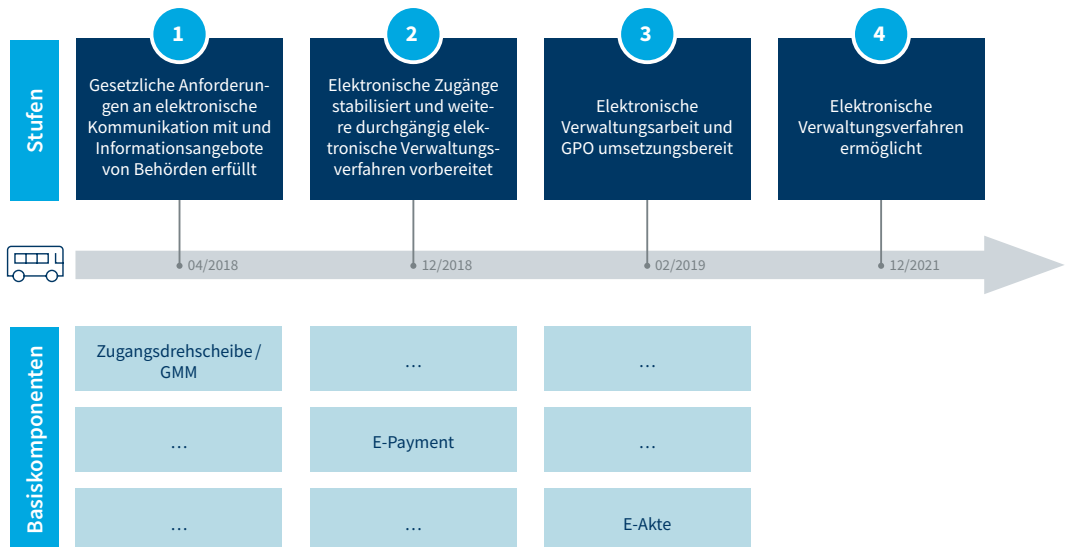 1
2
3
4
Stufen
Gesetzliche Anforderun-
gen an elektronische
Kommunikation mit und
Informationsangebote
von Behörden erfüllt
Elektronische Zugänge
stabilisiert und weite-
re durchgängig elek-
tronische Verwaltungs-
verfahren vorbereitet
Elektronische
Verwaltungsarbeit und
GPO umsetzungsbereit
Elektronische
Verwaltungsverfahren
ermöglicht
04/2018
12/2018
02/2019
12/2021
Basiskomponenten
Zugangsdrehscheibe /
GMM
…
…
…
E-Payment
…
…
…
E-Akte